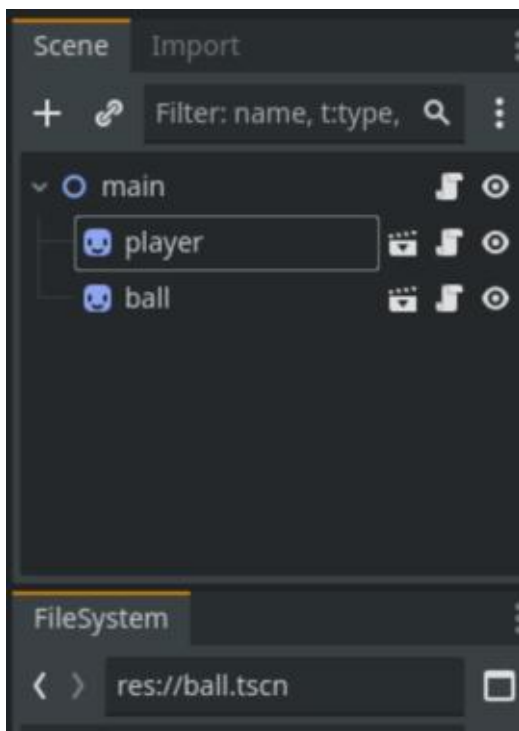 Scene Import
Filter: name, t:type,
main
player
ball
FileSystem
res://ball.tscn